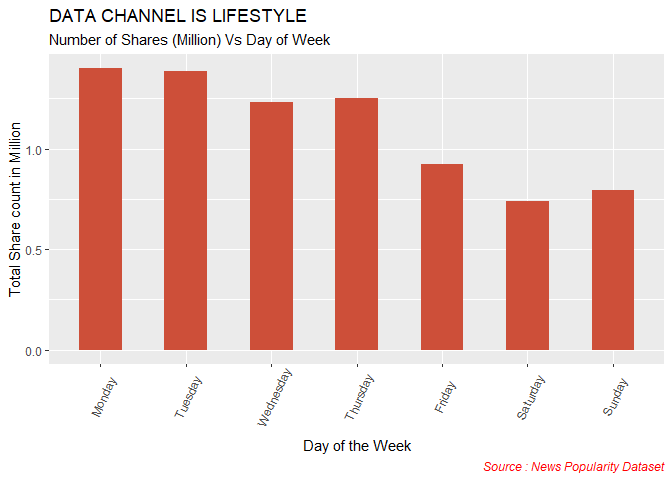 DATA CHANNEL IS LIFESTYLE
Number of Shares (Million) Vs Day of Week
Total Share count in Million
1.0
0.5
0.0
Monday
Tuesday
Wednesday
Thursday
Friday
Saturday
Sunday
Day of the Week
Source : News Popularity Dataset